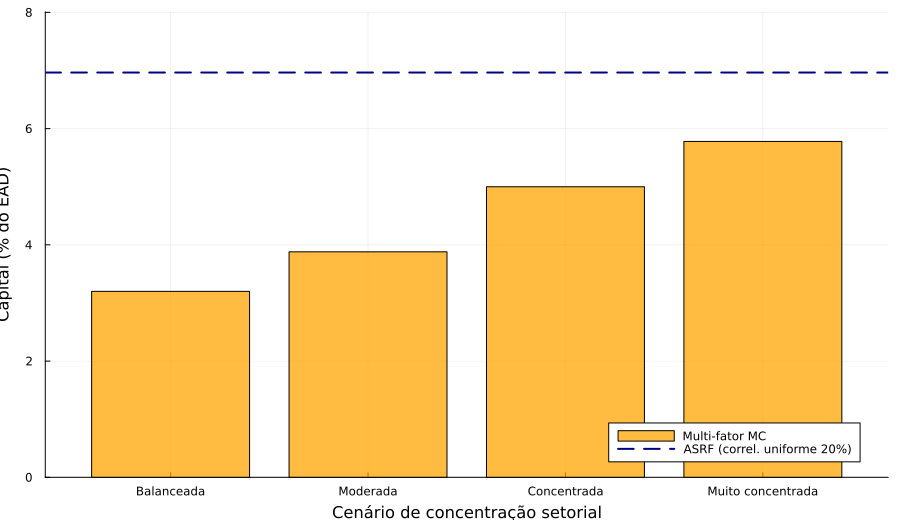 8
6
4
2
0
Capital (% do EAD)
Multi-fator MC
ASRF (correl. uniforme 20%)
Balanceada
Moderada
Concentrada
Muito concentrada
Cenário de concentração setorial